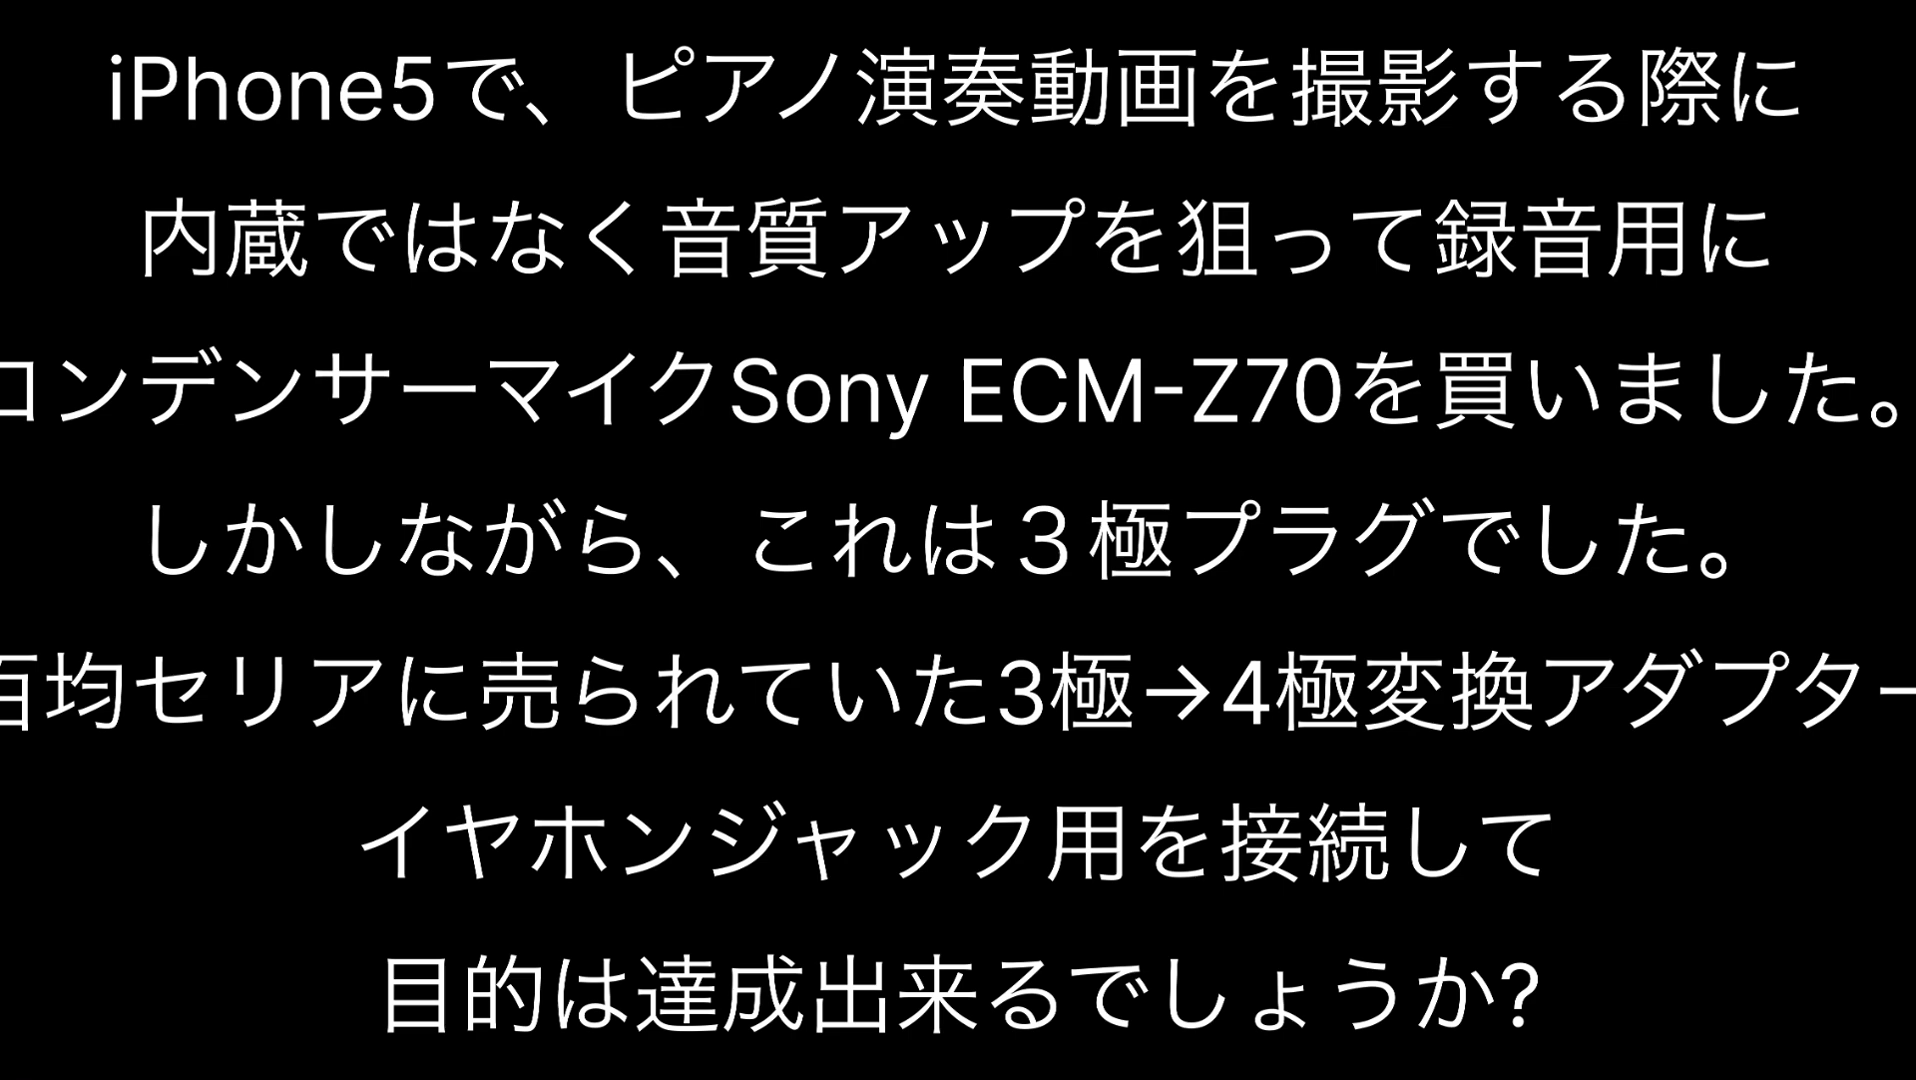 iPhone5で、ピアノ演奏動画を撮影する際に
内蔵ではなく音質アップを狙って録音用に
コンデンサーマイクSony ECM-Z70を買いました。
しかしながら、これは３極プラグでした。
百均セリアに売られていた3極→4極変換アダプター
イヤホンジャック用を接続して
目的は達成出来るでしょうか?